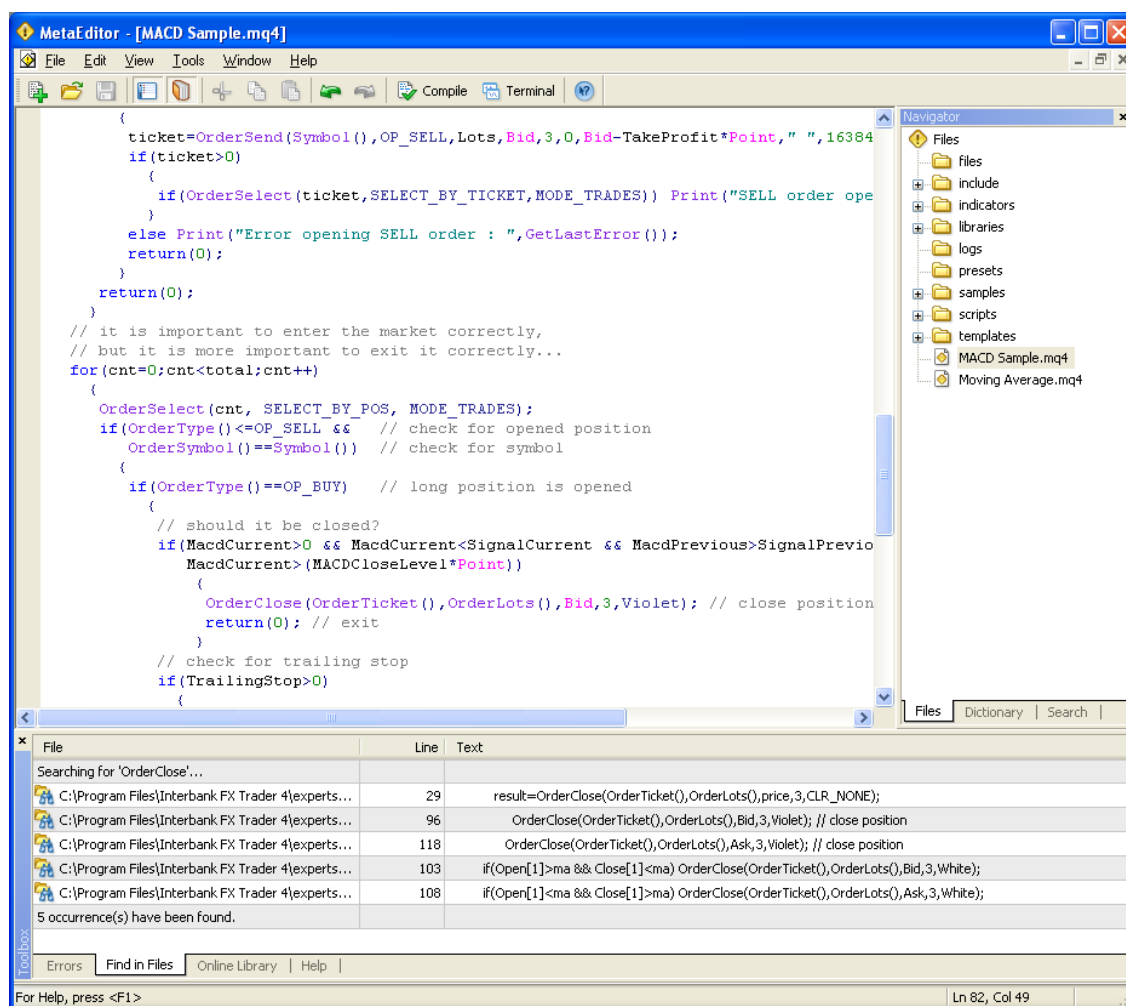 MetaEditor - [MACD Sample.mq4]
File Edit View Tools Window Help
Compile Terminal
{
ticket=OrderSend(Symbol(),OP_SELL,Lots,Bid,3,0,Bid-TakeProfit*Point," ",16384
if(ticket>0)
{
if(OrderSelect(ticket,SELECT_BY_TICKET,MODE_TRADES)) Print("SELL order ope
}
else Print("Error opening SELL order : ",GetLastError());
return(0);
}
return(0);
}
// it is important to enter the market correctly,
// but it is more important to exit it correctly...
for(cnt=0;cnt<total;cnt++)
{
OrderSelect(cnt, SELECT_BY_POS, MODE_TRADES);
if(OrderType()<=OP_SELL && // check for opened position
OrderSymbol()==Symbol()) // check for symbol
{
if(OrderType()==OP_BUY) // long position is opened
{
// should it be closed?
if(MacdCurrent>0 && MacdCurrent<SignalCurrent && MacdPrevious>SignalPrevio
MacdCurrent>(MACDCloseLevel*Point))
{
OrderClose(OrderTicket(),OrderLots(),Bid,3,Violet); // close position
return(0); // exit
}
// check for trailing stop
if(TrailingStop>0)
{
Navigator
Files
files
include
indicators
libraries
logs
presets
samples
scripts
templates
MACD Sample.mq4
Moving Average.mq4
Files Dictionary | Search |
File Line Text
Searching for 'OrderClose'...
C:\Program Files\Interbank FX Trader 4\experts... 29 result=OrderClose(OrderTicket(),OrderLots(),price,3,CLR_NONE);
C:\Program Files\Interbank FX Trader 4\experts... 96 OrderClose(OrderTicket(),OrderLots(),Bid,3,Violet); // close position
C:\Program Files\Interbank FX Trader 4\experts... 118 OrderClose(OrderTicket(),OrderLots(),Ask,3,Violet); // close position
C:\Program Files\Interbank FX Trader 4\experts... 103 if(Open[1]>ma && Close[1]<ma) OrderClose(OrderTicket(),OrderLots(),Bid,3,White);
C:\Program Files\Interbank FX Trader 4\experts... 108 if(Open[1]<ma && Close[1]>ma) OrderClose(OrderTicket(),OrderLots(),Ask,3,White);
5 occurrence(s) have been found.
Toolbox
Errors Find in Files Online Library | Help |
For Help, press <F1> Ln 82, Col 49